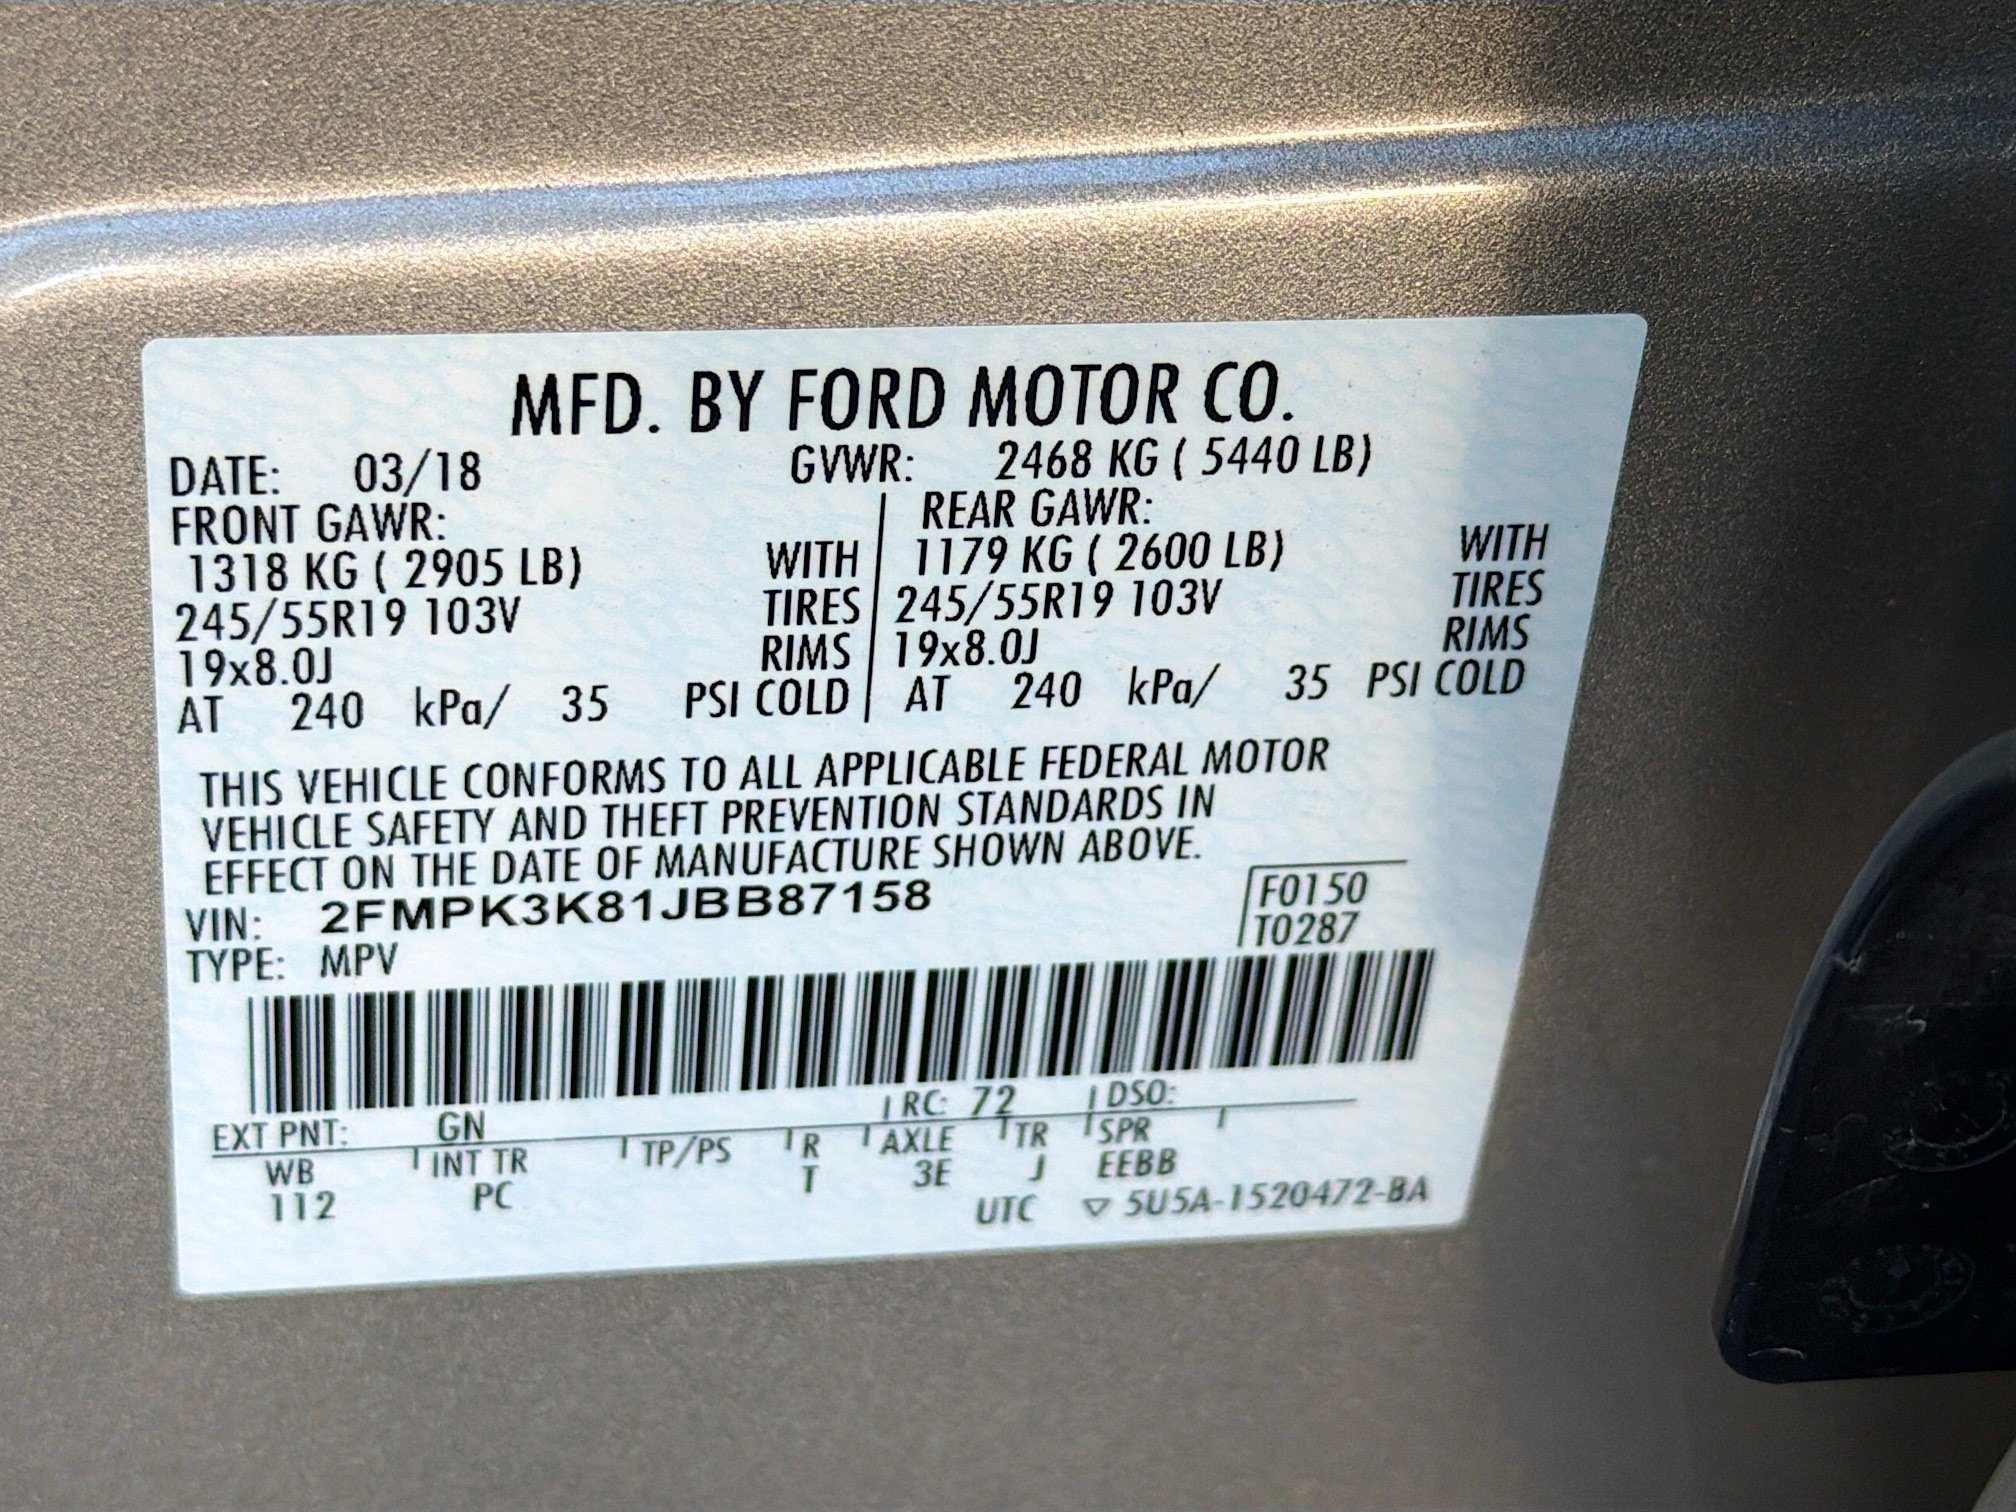 MFD. BY FORD MOTOR CO.
DATE: 03/18 GVWR: 2468 KG ( 5440 LB)
FRONT GAWR: REAR GAWR:
1318 KG ( 2905 LB) WITH 1179 KG ( 2600 LB) WITH
245/55R19 103V TIRES 245/55R19 103V TIRES
19x8.0J RIMS 19x8.0J RIMS
AT 240 kPa/ 35 PSI COLD AT 240 kPa/ 35 PSI COLD
THIS VEHICLE CONFORMS TO ALL APPLICABLE FEDERAL MOTOR
VEHICLE SAFETY AND THEFT PREVENTION STANDARDS IN
EFFECT ON THE DATE OF MANUFACTURE SHOWN ABOVE.
VIN: 2FMPK3K81JBB87158 F0150
TYPE: MPV T0287
EXT PNT: GN RC: 72 DSO:
WB INT TR TP/PS R AXLE TR SPR
112 PC T 3E J EEBB
UTC ▽ 5U5A-1520472-BA